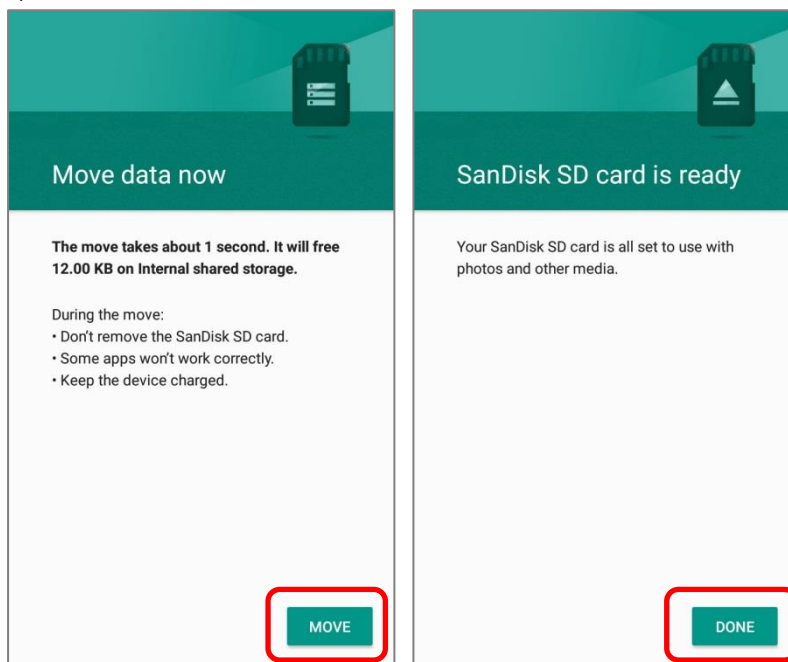 Move data now
The move takes about 1 second. It will free
12.00 KB on Internal shared storage.
During the move:
• Don't remove the SanDisk SD card.
• Some apps won't work correctly.
• Keep the device charged.
MOVE
SanDisk SD card is ready
Your SanDisk SD card is all set to use with
photos and other media.
DONE